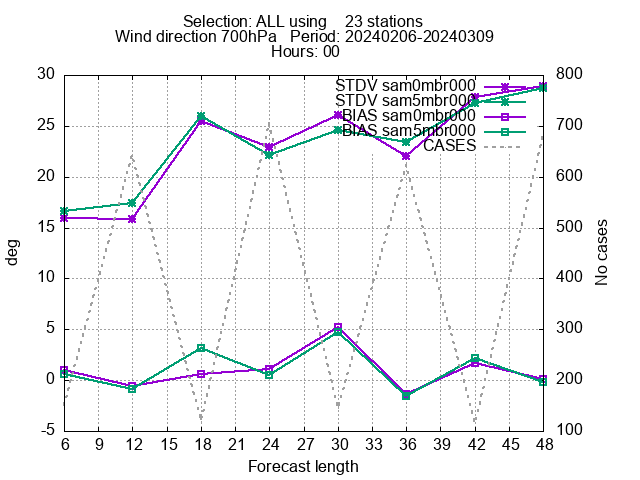 Selection: ALL using    23 stations
Wind direction 700hPa   Period: 20240206-20240309
Hours: 00
STDV sam0mbr000
STDV sam5mbr000
BIAS sam0mbr000
BIAS sam5mbr000
CASES
deg
30
25
20
15
10
5
0
-5
800
700
600
500
400
300
200
100
No cases
6 9 12 15 18 21 24 27 30 33 36 39 42 45 48
Forecast length